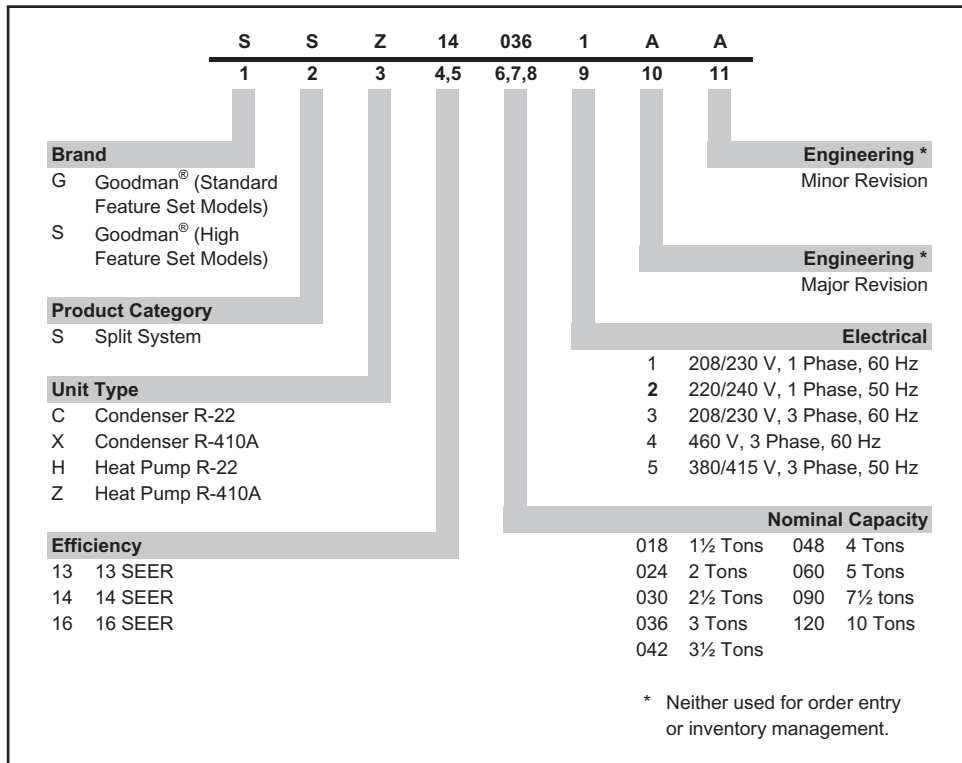 S S Z 14 036 1 A A
1 2 3 4,5 6,7,8 9 10 11
Brand
G Goodman® (Standard
Feature Set Models)
S Goodman® (High
Feature Set Models)
Product Category
S Split System
Unit Type
C Condenser R-22
X Condenser R-410A
H Heat Pump R-22
Z Heat Pump R-410A
Efficiency
13 13 SEER
14 14 SEER
16 16 SEER
Engineering *
Minor Revision
Engineering *
Major Revision
Electrical
1 208/230 V, 1 Phase, 60 Hz
2 220/240 V, 1 Phase, 50 Hz
3 208/230 V, 3 Phase, 60 Hz
4 460 V, 3 Phase, 60 Hz
5 380/415 V, 3 Phase, 50 Hz
Nominal Capacity
018 1½ Tons 048 4 Tons
024 2 Tons 060 5 Tons
030 2½ Tons 090 7½ tons
036 3 Tons 120 10 Tons
042 3½ Tons
* Neither used for order entry
or inventory management.